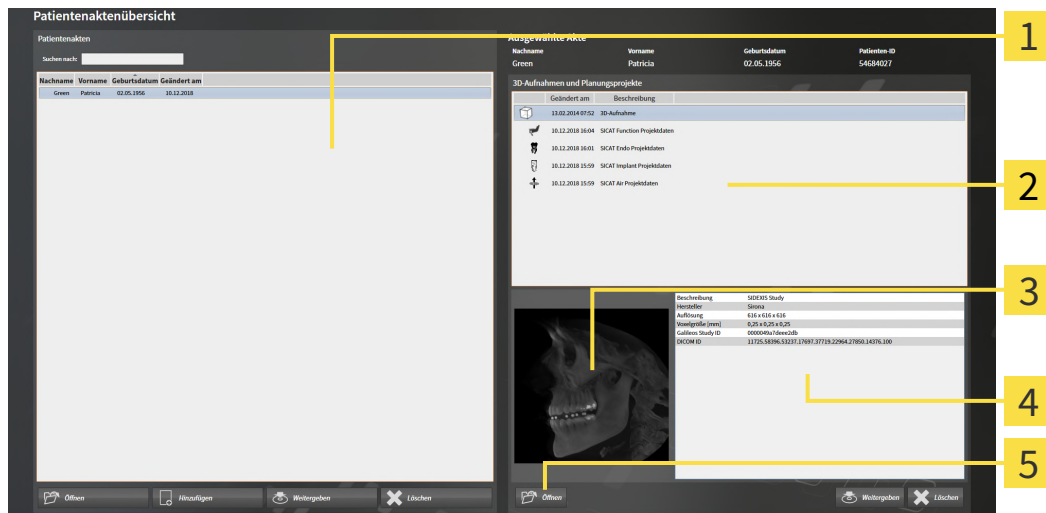 Patientenaktenübersicht
Patientenakten
Suchen nach:
Nachname Vorname Geburtsdatum Geändert am
Green Patricia 02.05.1956 10.12.2018
Öffnen Hinzufügen Weitergeben Löschen
Ausgewählte Akte
Nachname Vorname Geburtsdatum Patienten-ID
Green Patricia 02.05.1956 54684027
3D-Aufnahmen und Planungsprojekte
Geändert am Beschreibung
13.02.2014 07:52 3D-Aufnahme
10.12.2018 16:04 SICAT Function Projektdaten
10.12.2018 16:01 SICAT Endo Projektdaten
10.12.2018 15:59 SICAT Implant Projektdaten
10.12.2018 15:59 SICAT Air Projektdaten
Beschreibung SIDEXIS Study
Hersteller Sirona
Auflösung 616 x 616 x 616
Voxelgröße [mm] 0,25 x 0,25 x 0,25
Galileos Study ID 0000049a7deee2db
DICOM ID 11725.58396.53237.17697.37719.22964.27850.14376.100
Öffnen Weitergeben Löschen
1
2
3
4
5